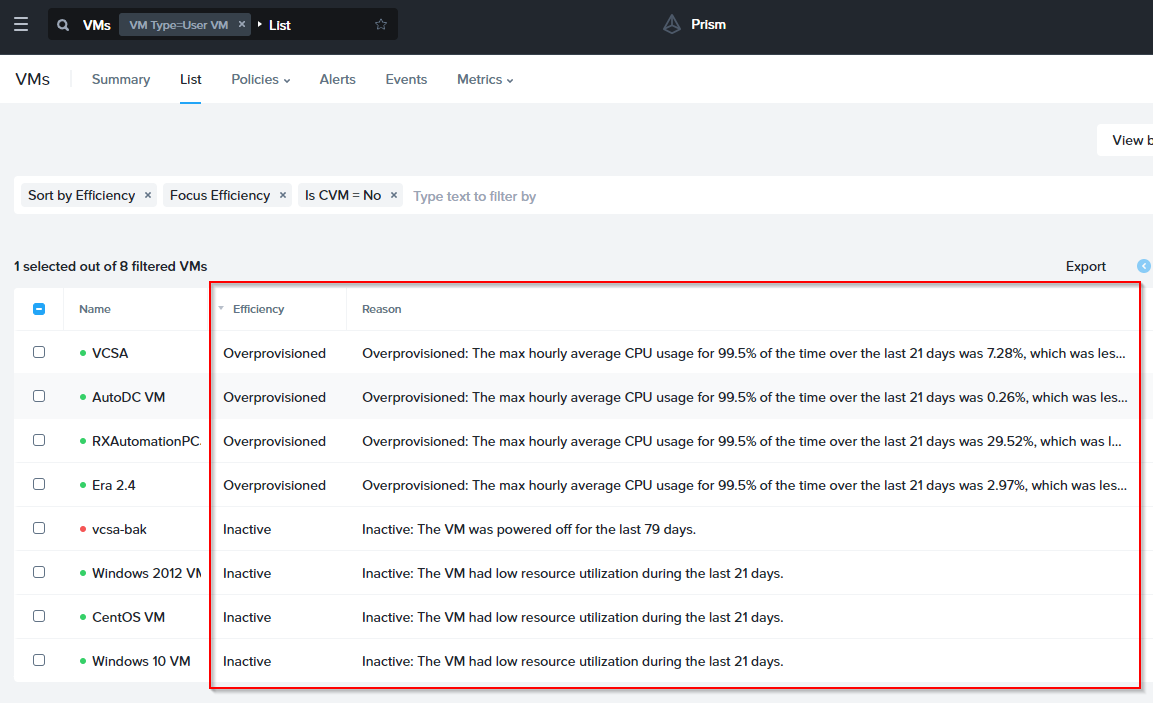 VMs VM Type=User VM × List Prism
VMs Summary List Policies Alerts Events Metrics
View b
Sort by Efficiency × Focus Efficiency × Is CVM = No × Type text to filter by
1 selected out of 8 filtered VMs Export
Name Efficiency Reason
VCSA Overprovisioned Overprovisioned: The max hourly average CPU usage for 99.5% of the time over the last 21 days was 7.28%, which was les...
AutoDC VM Overprovisioned Overprovisioned: The max hourly average CPU usage for 99.5% of the time over the last 21 days was 0.26%, which was les...
RXAutomationPC. Overprovisioned Overprovisioned: The max hourly average CPU usage for 99.5% of the time over the last 21 days was 29.52%, which was l...
Era 2.4 Overprovisioned Overprovisioned: The max hourly average CPU usage for 99.5% of the time over the last 21 days was 2.97%, which was les...
vcsa-bak Inactive Inactive: The VM was powered off for the last 79 days.
Windows 2012 VM Inactive Inactive: The VM had low resource utilization during the last 21 days.
CentOS VM Inactive Inactive: The VM had low resource utilization during the last 21 days.
Windows 10 VM Inactive Inactive: The VM had low resource utilization during the last 21 days.